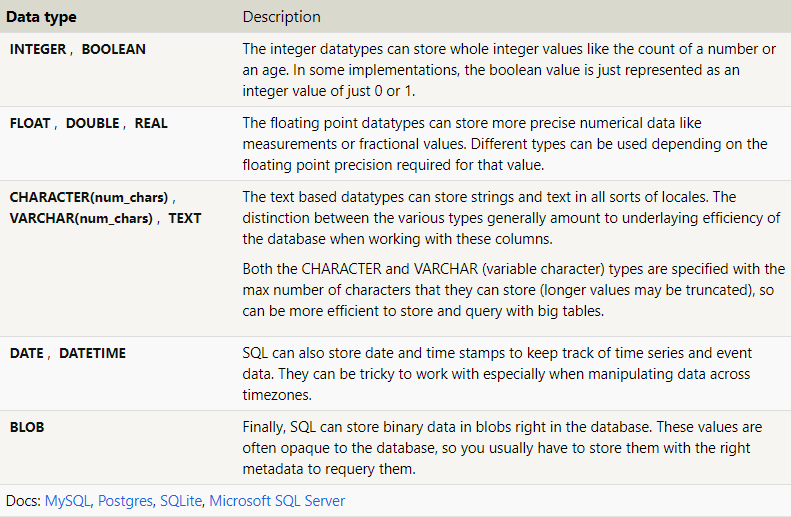 Data type Description
INTEGER , BOOLEAN
The integer datatypes can store whole integer values like the count of a number or
an age. In some implementations, the boolean value is just represented as an
integer value of just 0 or 1.
FLOAT , DOUBLE , REAL
The floating point datatypes can store more precise numerical data like
measurements or fractional values. Different types can be used depending on the
floating point precision required for that value.
CHARACTER(num_chars) ,
VARCHAR(num_chars) , TEXT
The text based datatypes can store strings and text in all sorts of locales. The
distinction between the various types generally amount to underlaying efficiency of
the database when working with these columns.
Both the CHARACTER and VARCHAR (variable character) types are specified with the
max number of characters that they can store (longer values may be truncated), so
can be more efficient to store and query with big tables.
DATE , DATETIME
SQL can also store date and time stamps to keep track of time series and event
data. They can be tricky to work with especially when manipulating data across
timezones.
BLOB
Finally, SQL can store binary data in blobs right in the database. These values are
often opaque to the database, so you usually have to store them with the right
metadata to requery them.
Docs: MySQL, Postgres, SQLite, Microsoft SQL Server